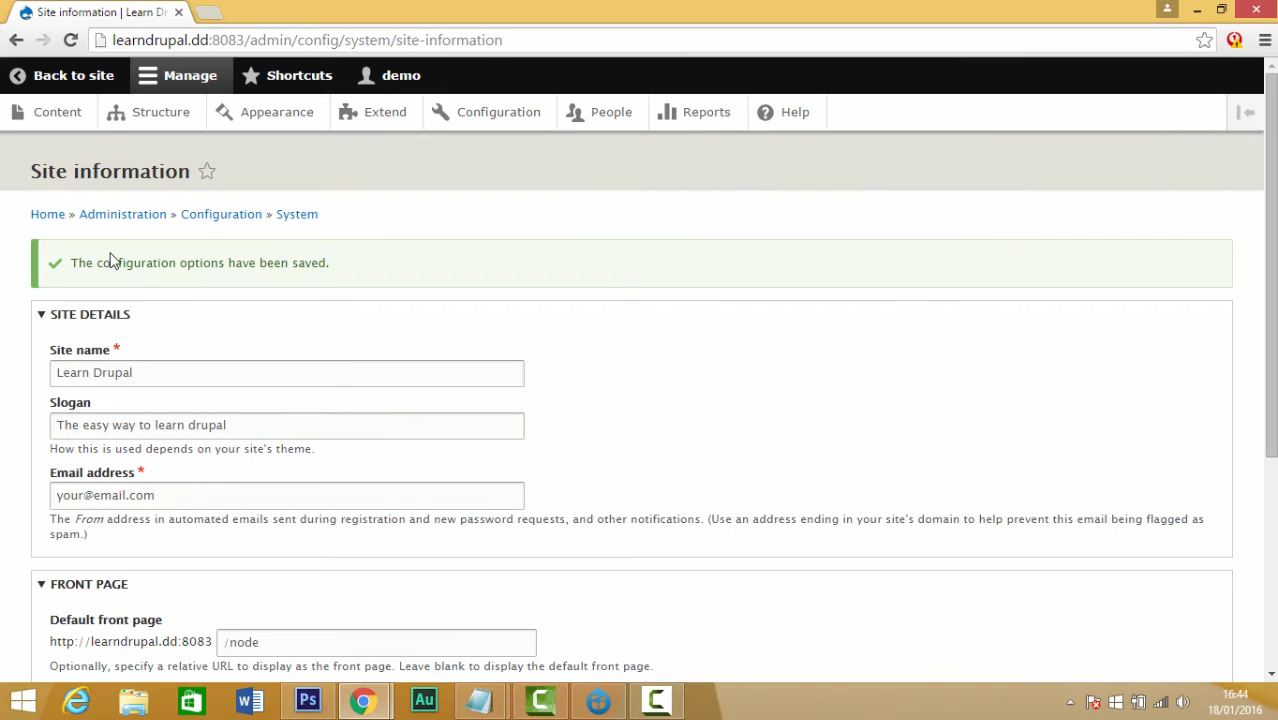 Site information | Learn Dr
learndrupal.dd:8083/admin/config/system/site-information
Back to site Manage Shortcuts demo
Content Structure Appearance Extend Configuration People Reports Help
Site information
Home » Administration » Configuration » System
The configuration options have been saved.
SITE DETAILS
Site name *
Learn Drupal
Slogan
The easy way to learn drupal
How this is used depends on your site's theme.
Email address *
your@email.com
The From address in automated emails sent during registration and new password requests, and other notifications. (Use an address ending in your site's domain to help prevent this email being flagged as
spam.)
FRONT PAGE
Default front page
http://learndrupal.dd:8083 /node
Optionally, specify a relative URL to display as the front page. Leave blank to display the default front page.
Ps Au
16:44
18/01/2016